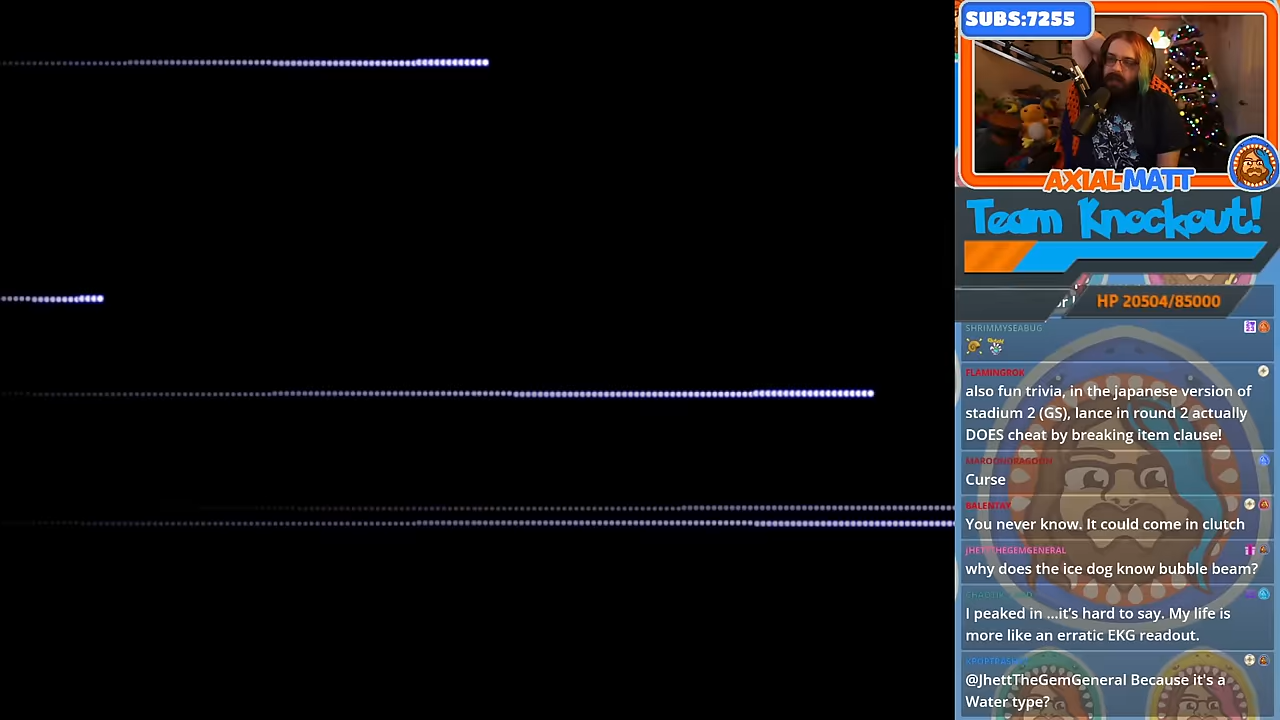 SUBS:7255
AXIALMATT
Team Knockout!
HP 20504/85000
SHRIMMYSEABUG
FLAMINGROK
also fun trivia, in the japanese version of
stadium 2 (GS), lance in round 2 actually
DOES cheat by breaking item clause!
Curse
BALENTAY
You never know. It could come in clutch
JHETTTHEGEMGENERAL
why does the ice dog know bubble beam?
I peaked in ...it's hard to say. My life is
more like an erratic EKG readout.
@JhettTheGemGeneral Because it's a
Water type?